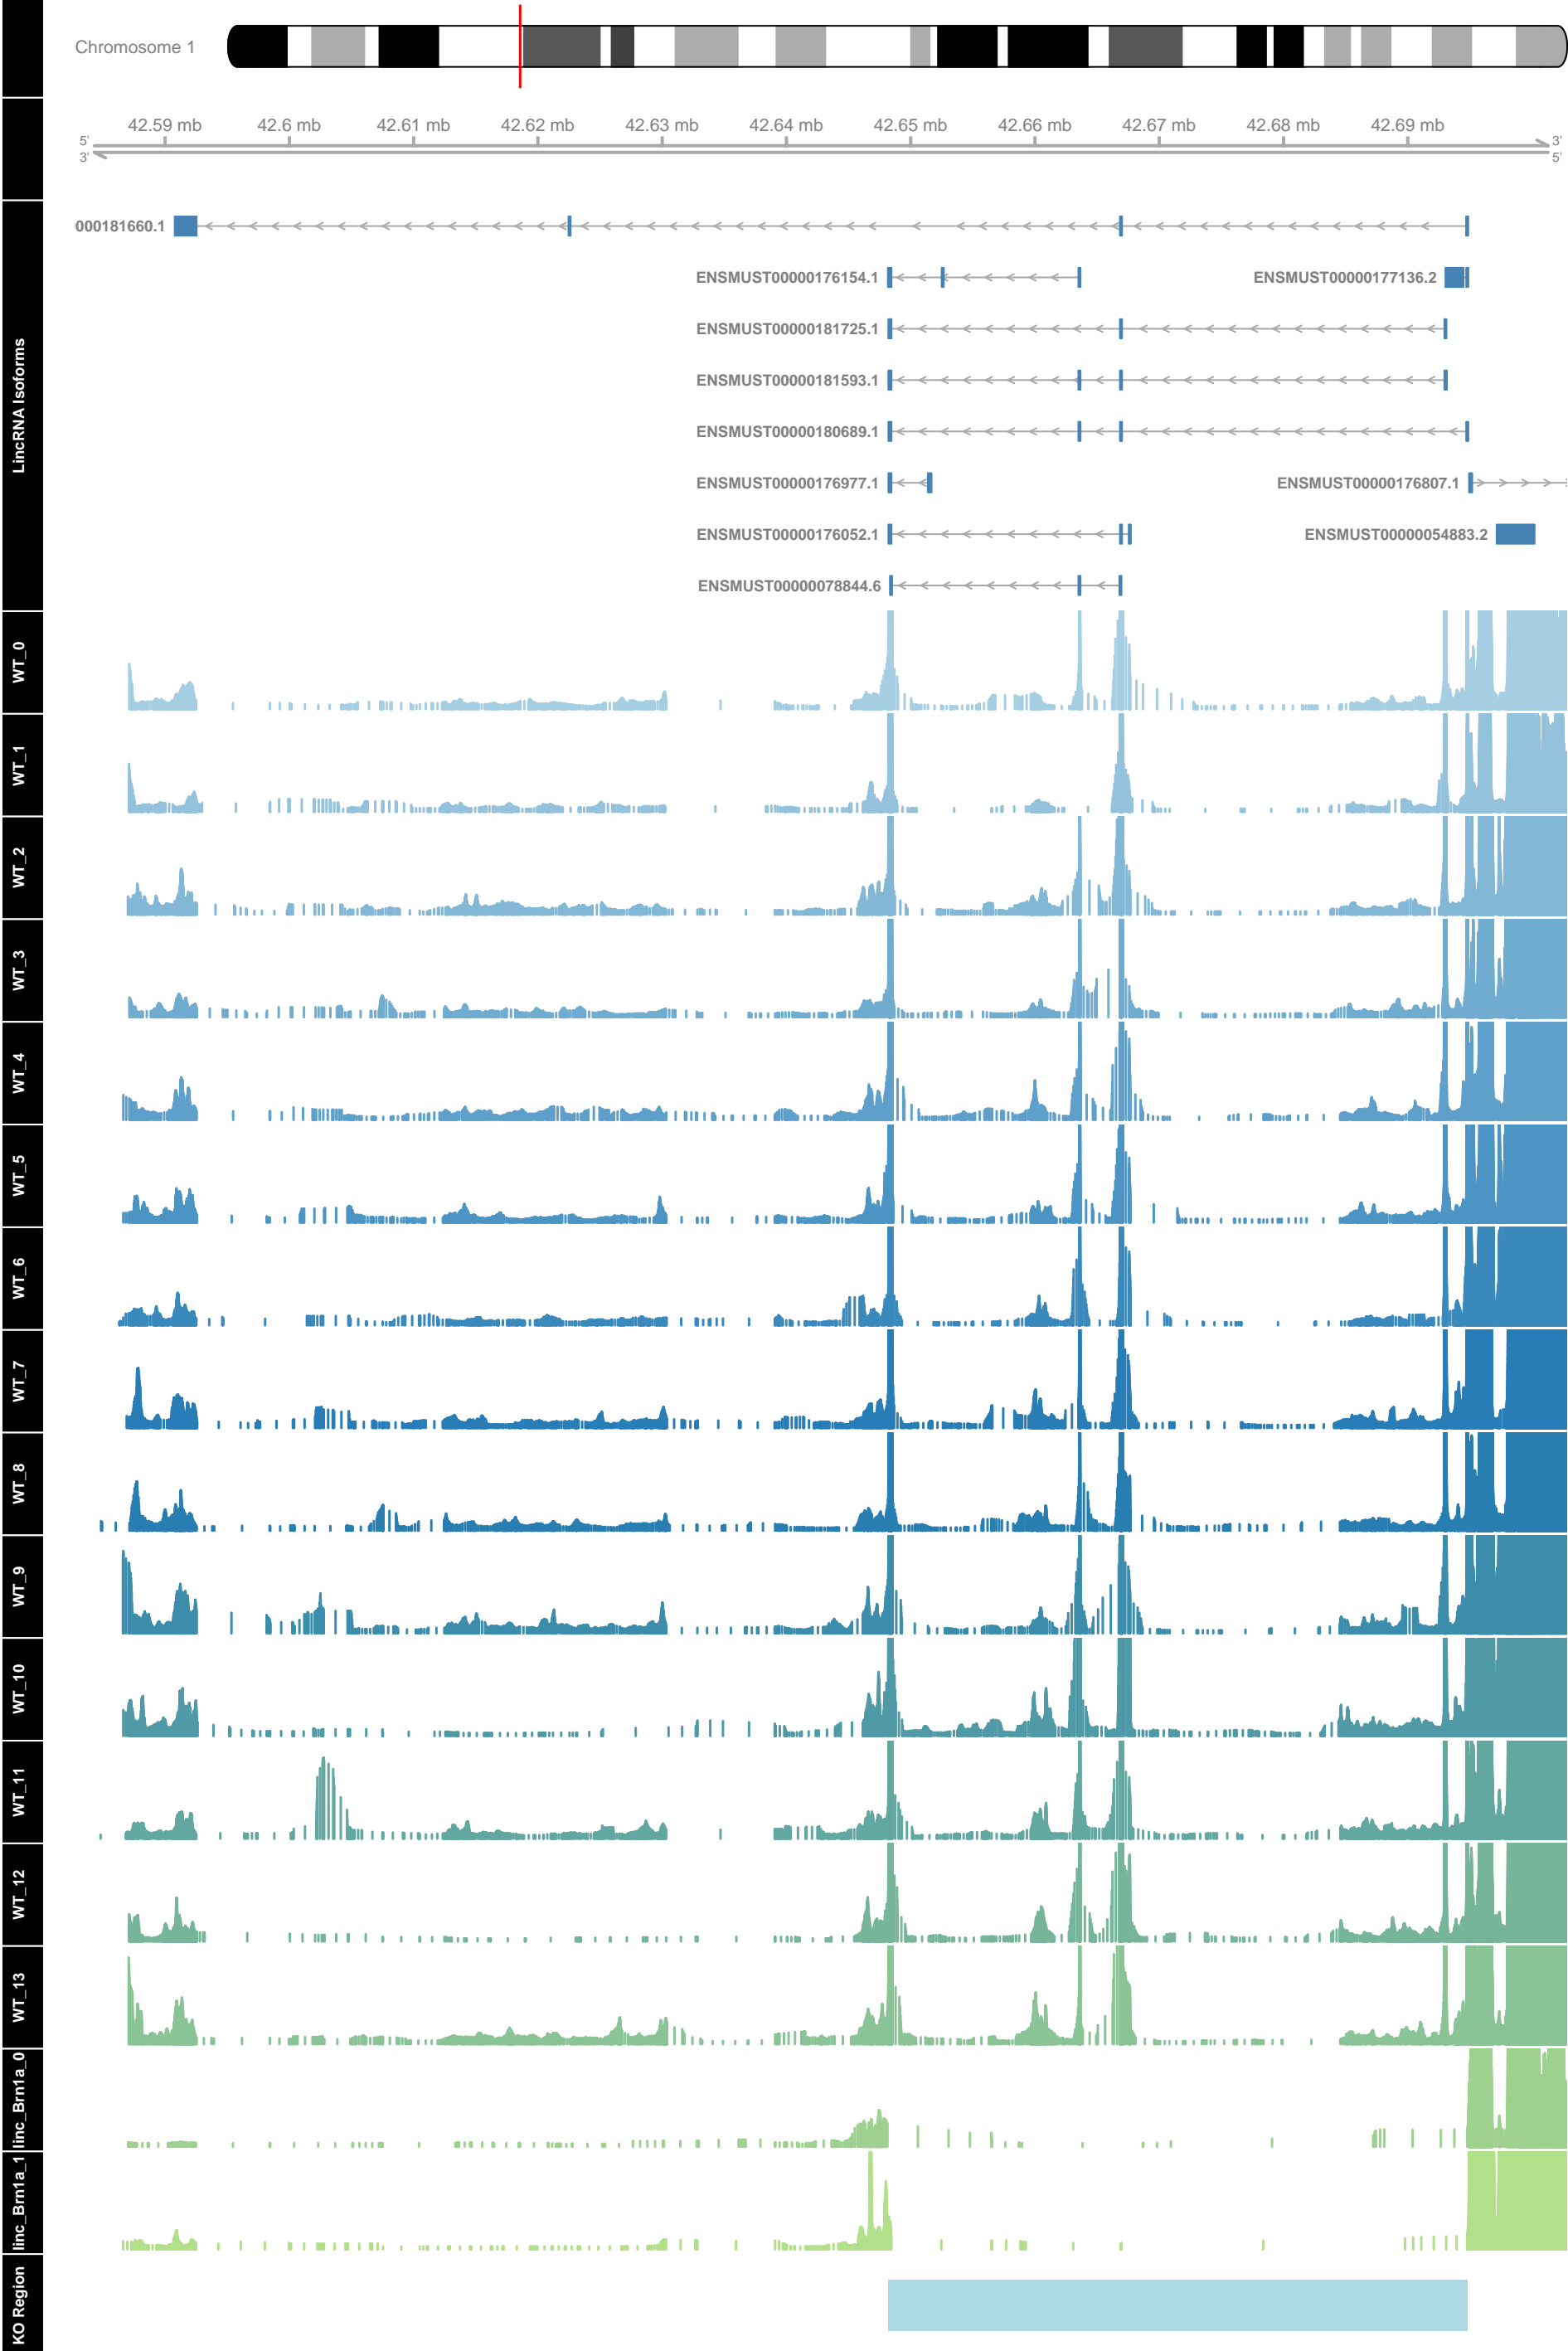 Chromosome 1
42.59 mb 42.6 mb 42.61 mb 42.62 mb 42.63 mb 42.64 mb 42.65 mb 42.66 mb 42.67 mb 42.68 mb 42.69 mb
5' 3'
3' 5'
LincRNA Isoforms
000181660.1
ENSMUST00000176154.1 ENSMUST00000177136.2
ENSMUST00000181725.1
ENSMUST00000181593.1
ENSMUST00000180689.1
ENSMUST00000176977.1 ENSMUST00000176807.1
ENSMUST00000176052.1 ENSMUST00000054883.2
ENSMUST00000078844.6
WT_0
WT_1
WT_2
WT_3
WT_4
WT_5
WT_6
WT_7
WT_8
WT_9
WT_10
WT_11
WT_12
WT_13
linc_Brn1a_0
linc_Brn1a_1
KO Region